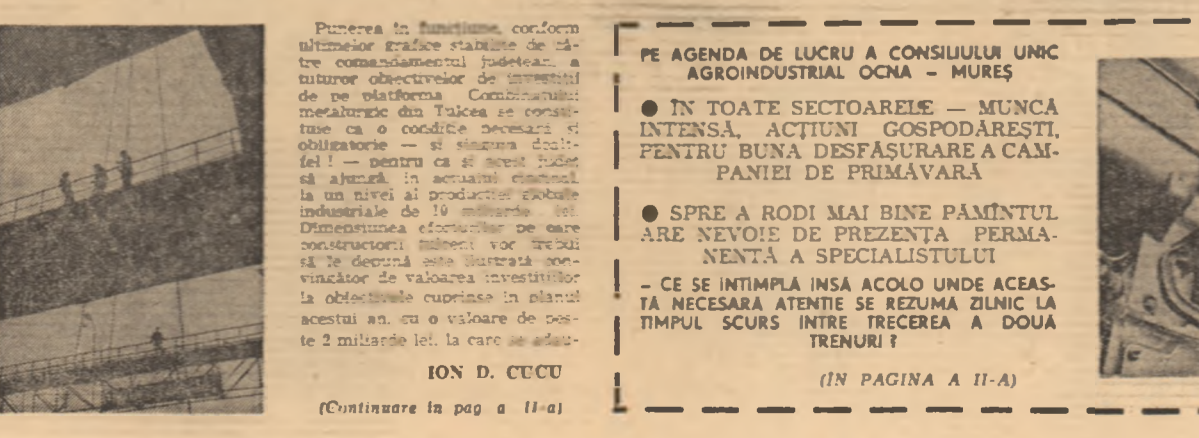 Punerea în funcțiune, conform
ultimelor grafice stabilite de că-
tre comandamentul județean, a
tuturor obiectivelor de investiții
de pe platforma Combinatului
metalurgic din Tulcea se consti-
tuie ca o condiție necesară și
obligatorie — și singura dealt-
fel ! — pentru ca și acest județ
să ajungă, în actualul cincinal,
la un nivel al producției globale
industriale de 10 miliarde lei.
Dimensiunea eforturilor pe care
constructorii tulceni vor trebui
să le depună este ilustrată con-
vingător de valoarea investițiilor
la obiectivele cuprinse în planul
acestui an, cu o valoare de pes-
te 2 miliarde lei, la care se adau-
ION D. CUCU
(Continuare în pag a II-a)
PE AGENDA DE LUCRU A CONSILIULUI UNIC
AGROINDUSTRIAL OCNA – MUREȘ
● ÎN TOATE SECTOARELE — MUNCĂ
INTENSĂ, ACȚIUNI GOSPODĂREȘTI,
PENTRU BUNA DESFĂȘURARE A CAM-
PANIEI DE PRIMĂVARĂ
● SPRE A RODI MAI BINE PĂMÎNTUL
ARE NEVOIE DE PREZENȚA PERMA-
NENTĂ A SPECIALISTULUI
– CE SE INTIMPLĂ INSĂ ACOLO UNDE ACEAS-
TĂ NECESARĂ ATENȚIE SE REZUMĂ ZILNIC LA
TIMPUL SCURS INTRE TRECEREA A DOUĂ
TRENURI ?
(ÎN PAGINA A II-A)